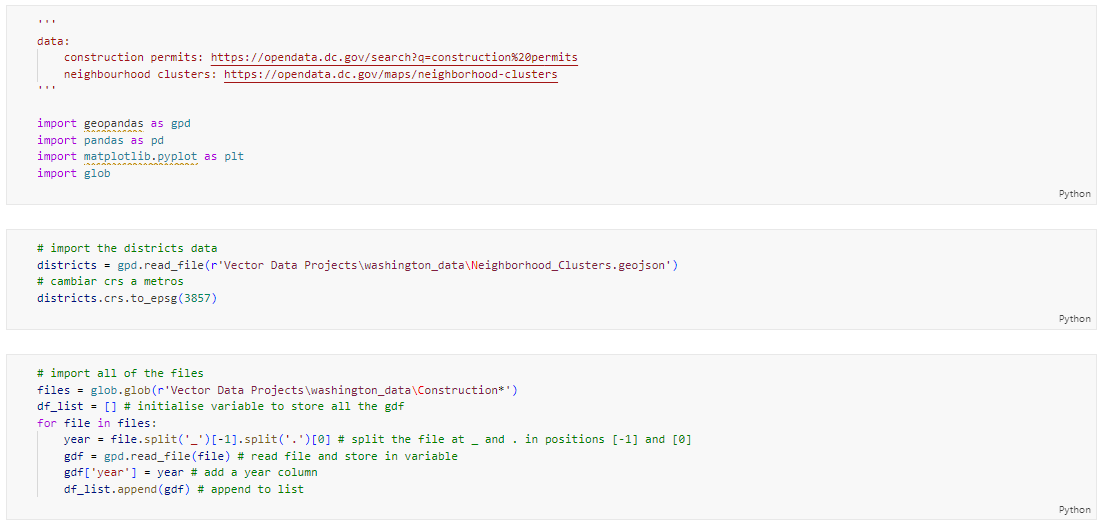 '''
data:
    construction permits: https://opendata.dc.gov/search?q=construction%20permits
    neighbourhood clusters: https://opendata.dc.gov/maps/neighborhood-clusters
'''

import geopandas as gpd
import pandas as pd
import matplotlib.pyplot as plt
import glob
Python
# import the districts data
districts = gpd.read_file(r'Vector Data Projects\washington_data\Neighborhood_Clusters.geojson')
# cambiar crs a metros
districts.crs.to_epsg(3857)
Python
# import all of the files
files = glob.glob(r'Vector Data Projects\washington_data\Construction*')
df_list = [] # initialise variable to store all the gdf
for file in files:
    year = file.split('_')[-1].split('.')[0] # split the file at _ and . in positions [-1] and [0]
    gdf = gpd.read_file(file) # read file and store in variable
    gdf['year'] = year # add a year column
    df_list.append(gdf) # append to list
Python